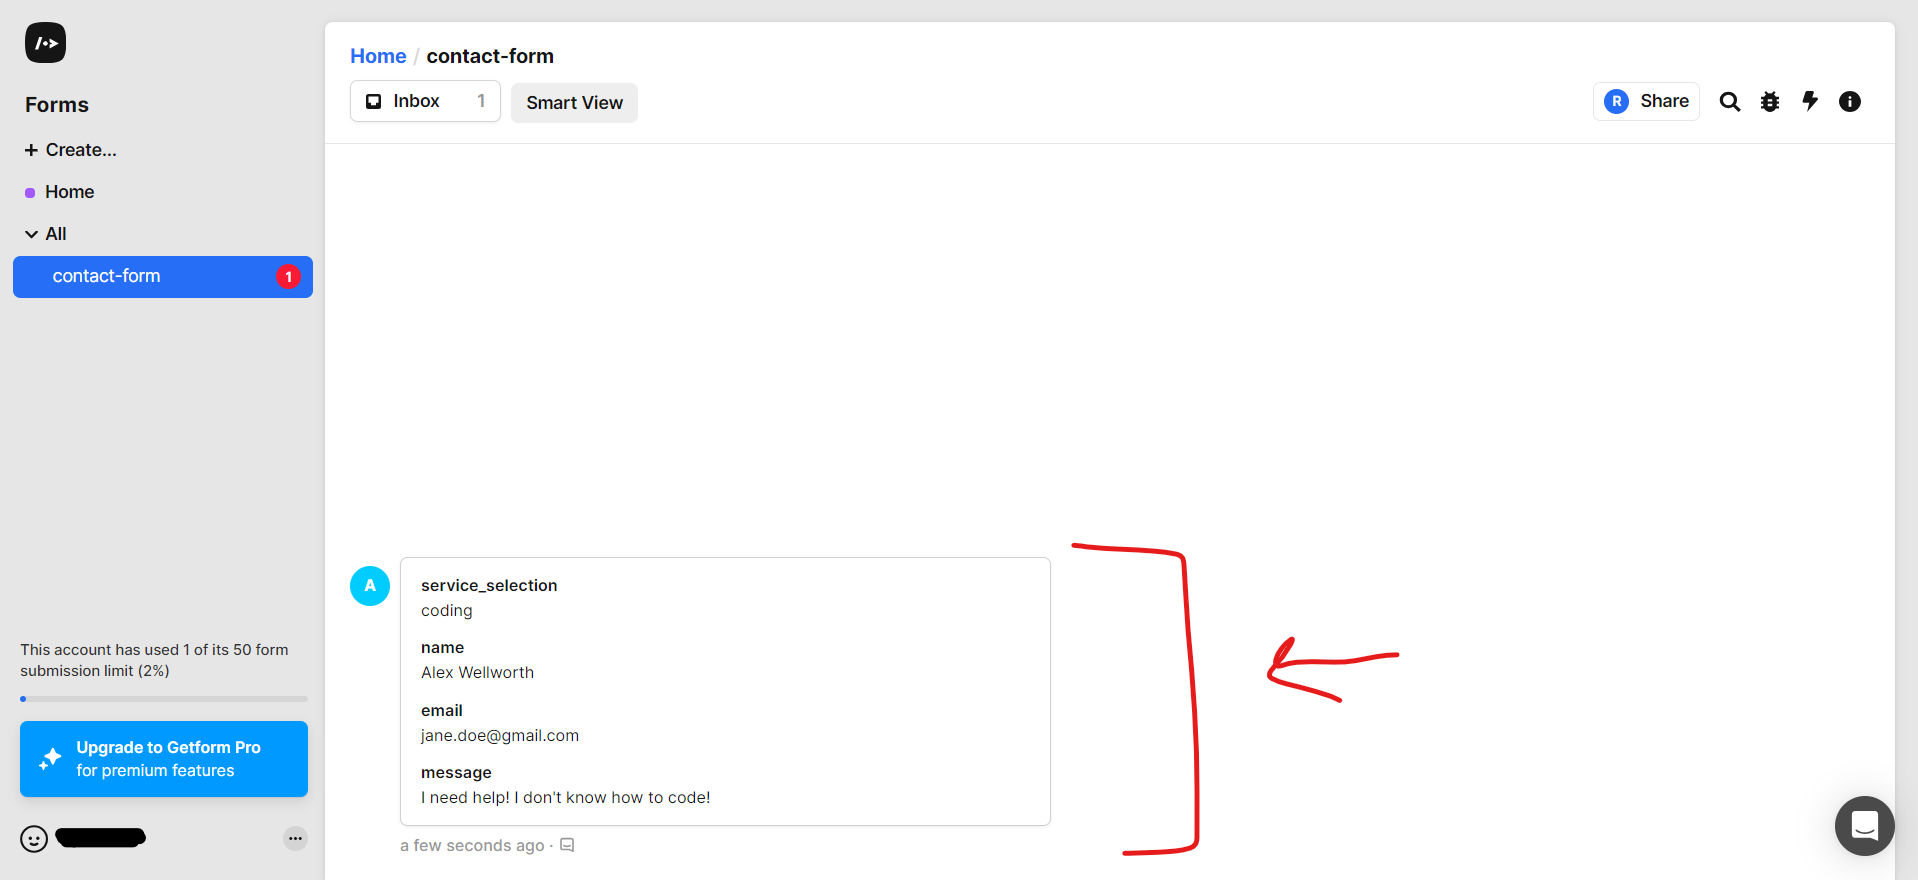 Forms
+ Create...
Home
All
contact-form 1
This account has used 1 of its 50 form
submission limit (2%)
Upgrade to Getform Pro
for premium features
Home / contact-form
Inbox 1
Smart View
R Share
A
service_selection
coding
name
Alex Wellworth
email
jane.doe@gmail.com
message
I need help! I don't know how to code!
a few seconds ago ·